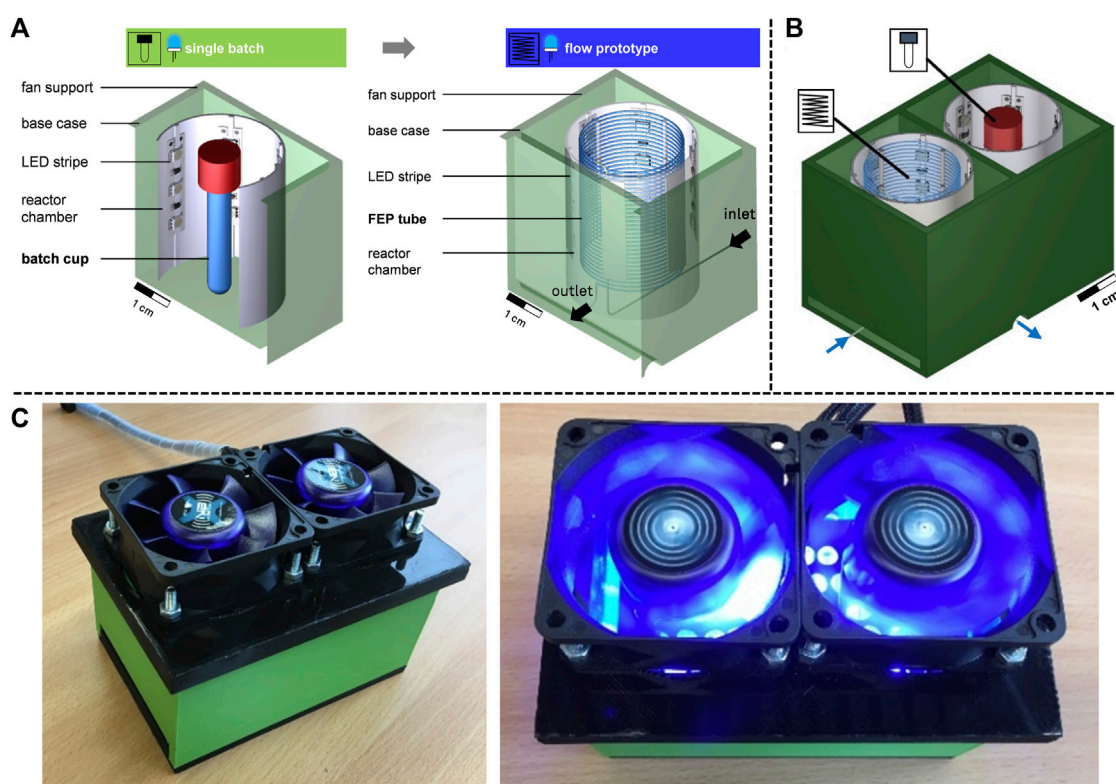 A
single batch
flow prototype
fan support
base case
LED stripe
reactor
chamber
batch cup
1 cm
fan support
base case
LED stripe
FEP tube
reactor
chamber
inlet
outlet
1 cm
B
1 cm
C